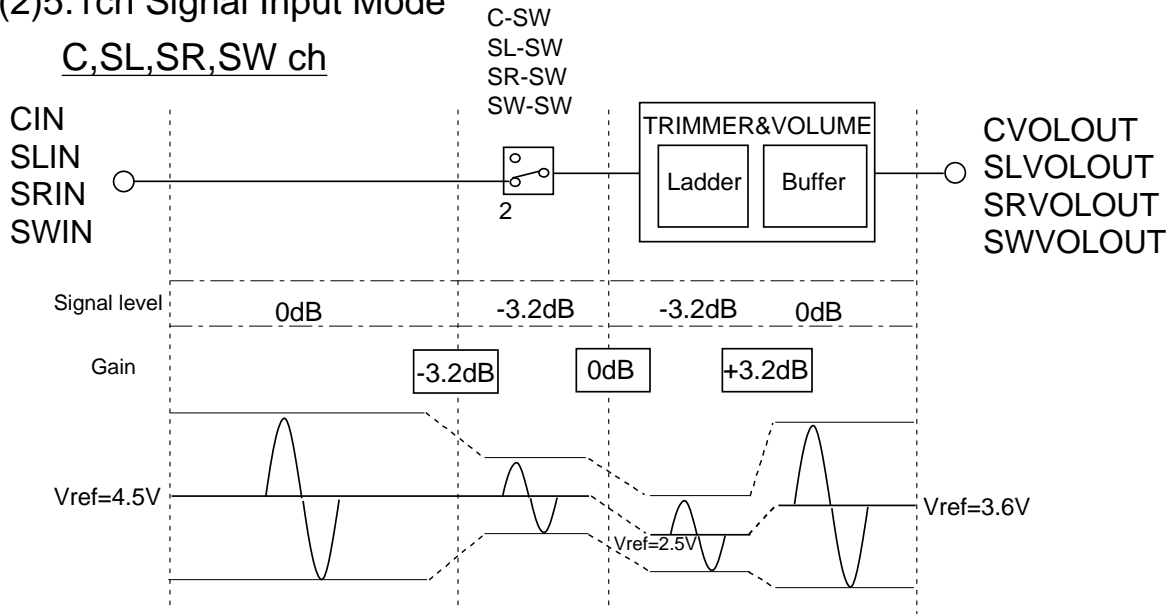 (2)5.1ch Signal Input Mode
C,SL,SR,SW ch
C-SW
SL-SW
SR-SW
SW-SW
CIN
SLIN
SRIN
SWIN
2
TRIMMER&VOLUME
Ladder
Buffer
CVOLOUT
SLVOLOUT
SRVOLOUT
SWVOLOUT
Signal level
0dB
-3.2dB
-3.2dB
0dB
Gain
-3.2dB
0dB
+3.2dB
Vref=4.5V
Vref=2.5V
Vref=3.6V